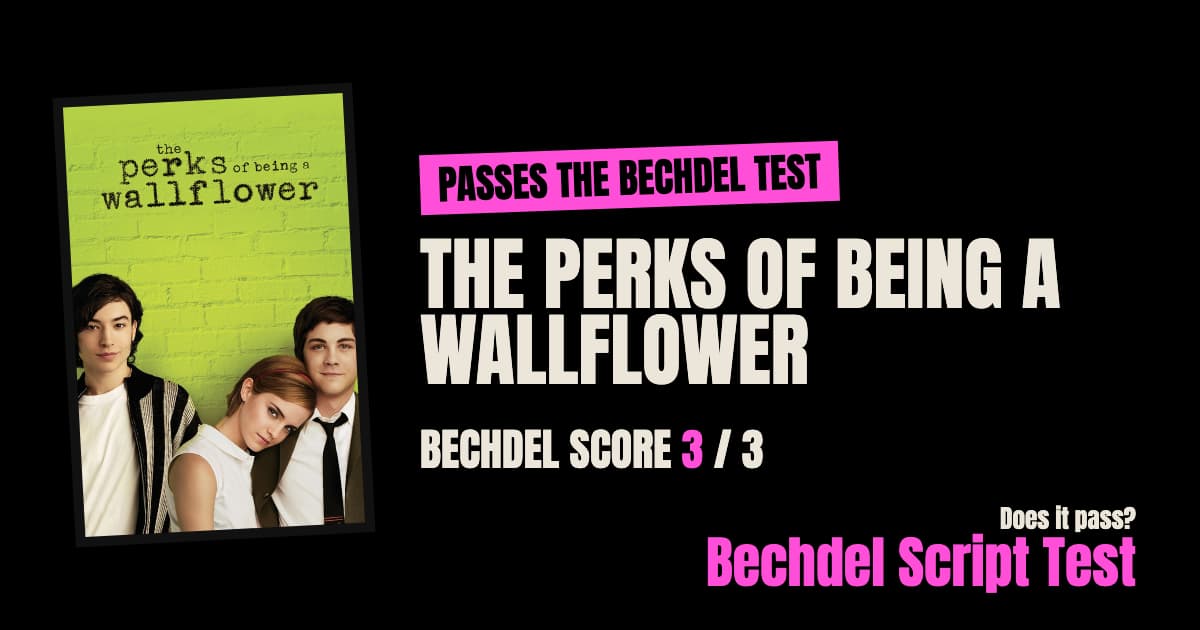 the
perks of being a
wallflower
PASSES THE BECHDEL TEST
THE PERKS OF BEING A
WALLFLOWER
BECHDEL SCORE 3 / 3
Does it pass?
Bechdel Script Test